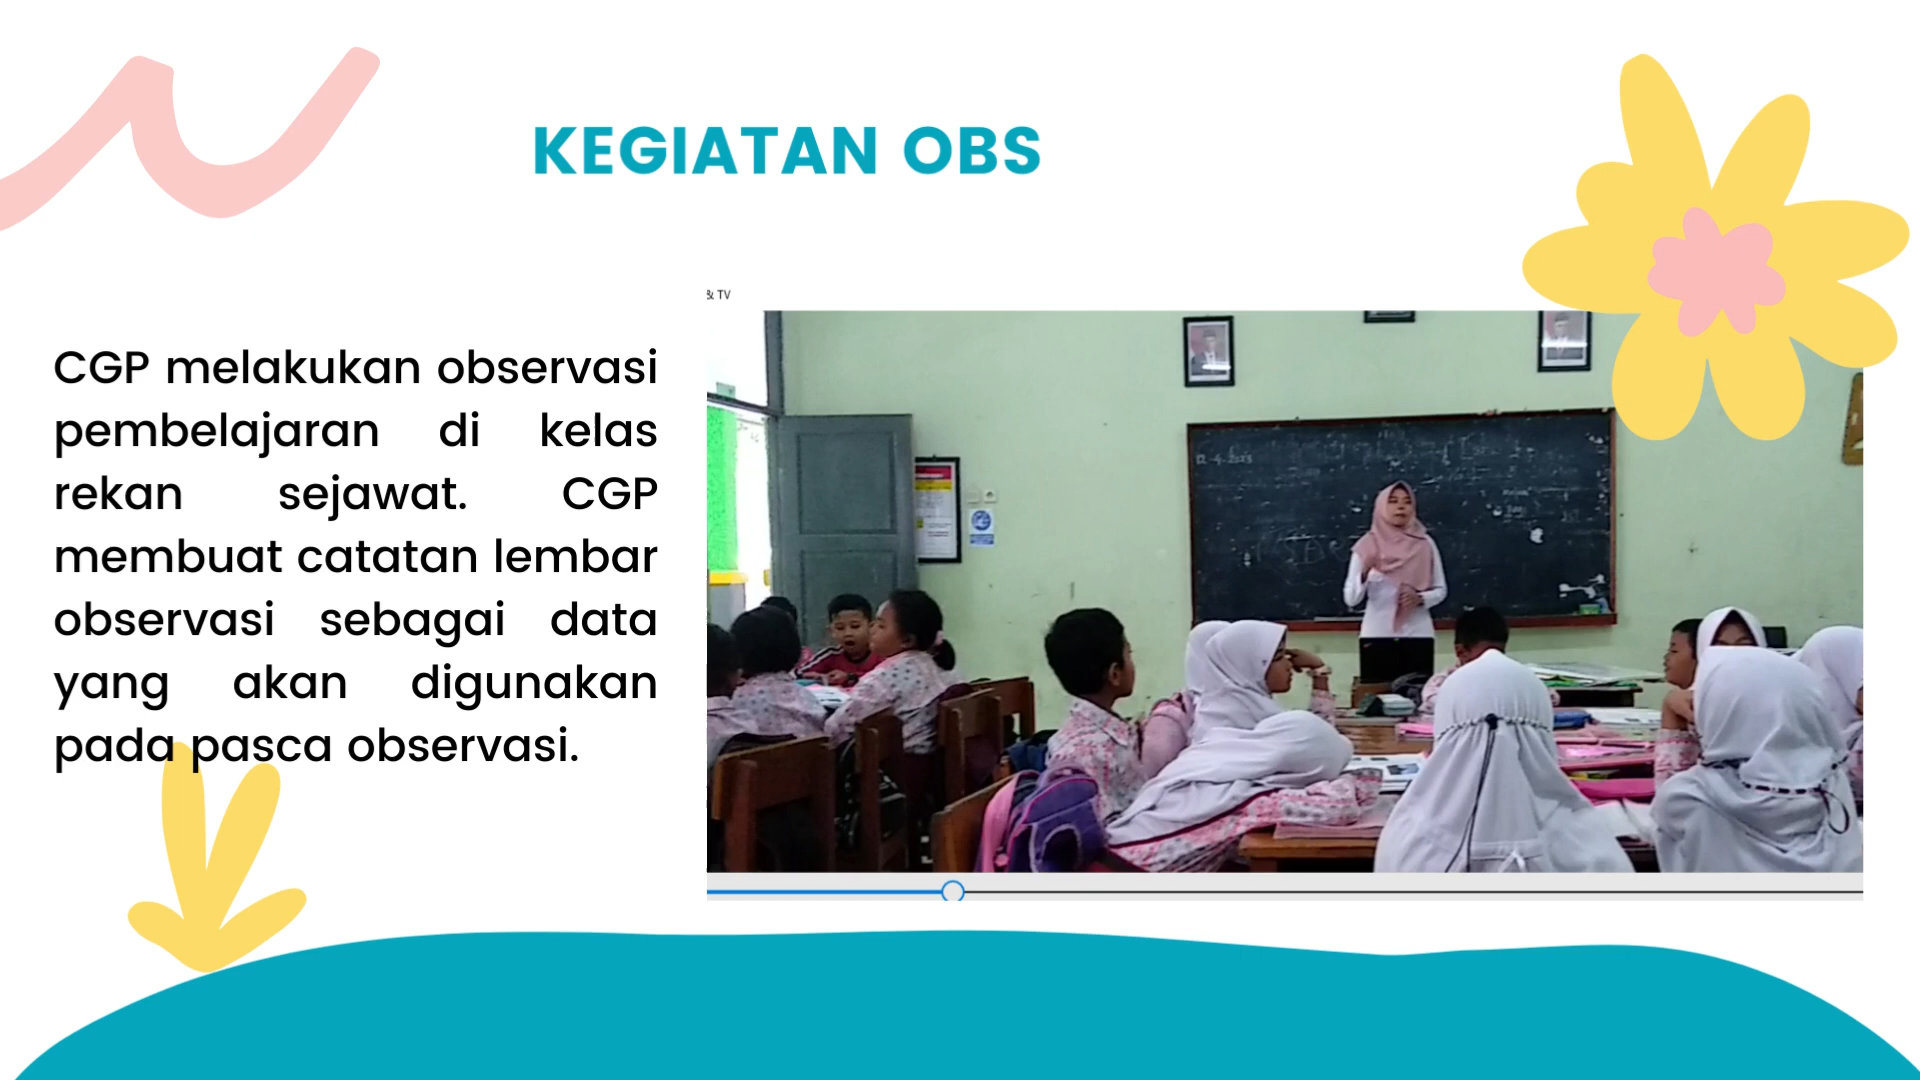 KEGIATAN OBS
& TV
CGP melakukan observasi
pembelajaran di kelas
rekan sejawat. CGP
membuat catatan lembar
observasi sebagai data
yang akan digunakan
pada pasca observasi.